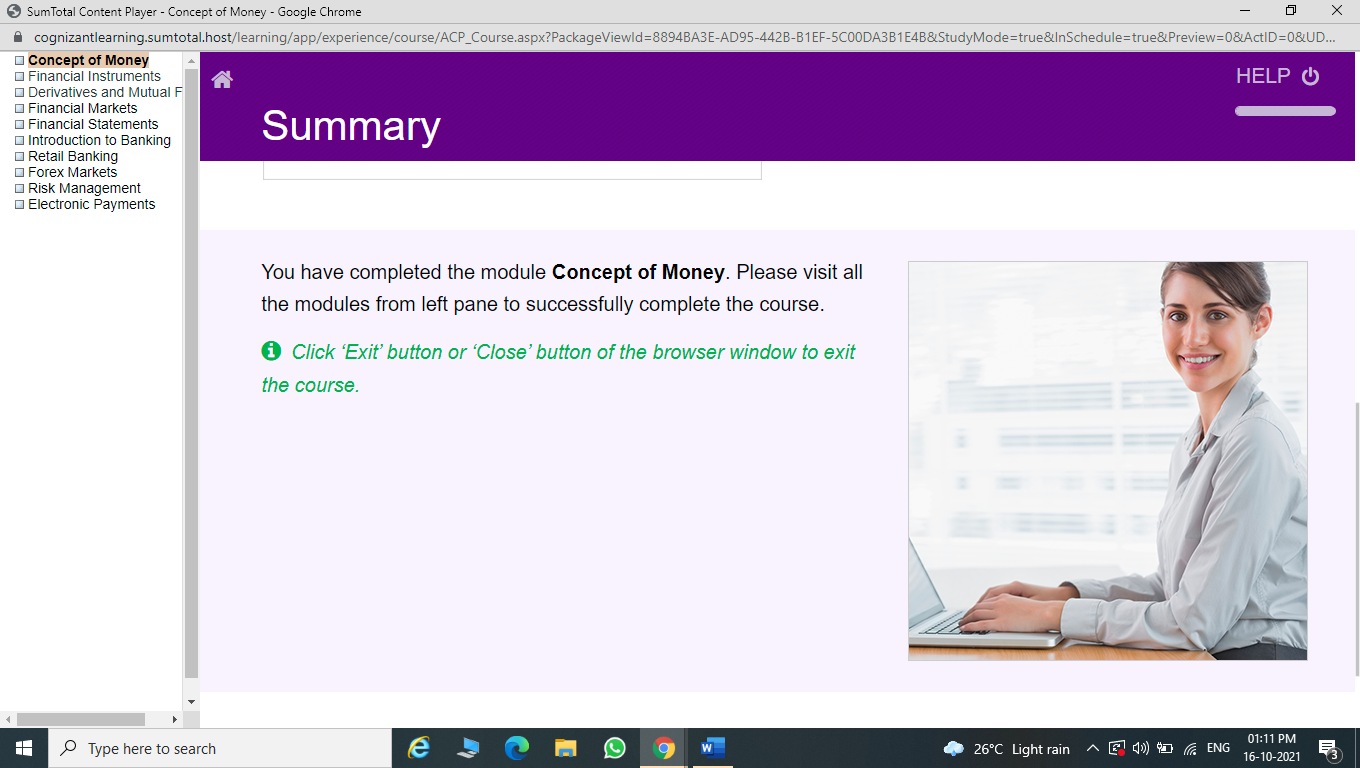 SumTotal Content Player - Concept of Money - Google Chrome
cognizantlearning.sumtotal.host/learning/app/experience/course/ACP_Course.aspx?PackageViewId=8894BA3E-AD95-442B-B1EF-5C00DA3B1E4B&StudyMode=true&InSchedule=true&Preview=0&ActID=0&UD...
Concept of Money
Financial Instruments
Derivatives and Mutual F
Financial Markets
Financial Statements
Introduction to Banking
Retail Banking
Forex Markets
Risk Management
Electronic Payments
HELP
Summary
You have completed the module Concept of Money. Please visit all
the modules from left pane to successfully complete the course.
Click ‘Exit’ button or ‘Close’ button of the browser window to exit
the course.
Type here to search
26°C Light rain
ENG
01:11 PM
16-10-2021
3